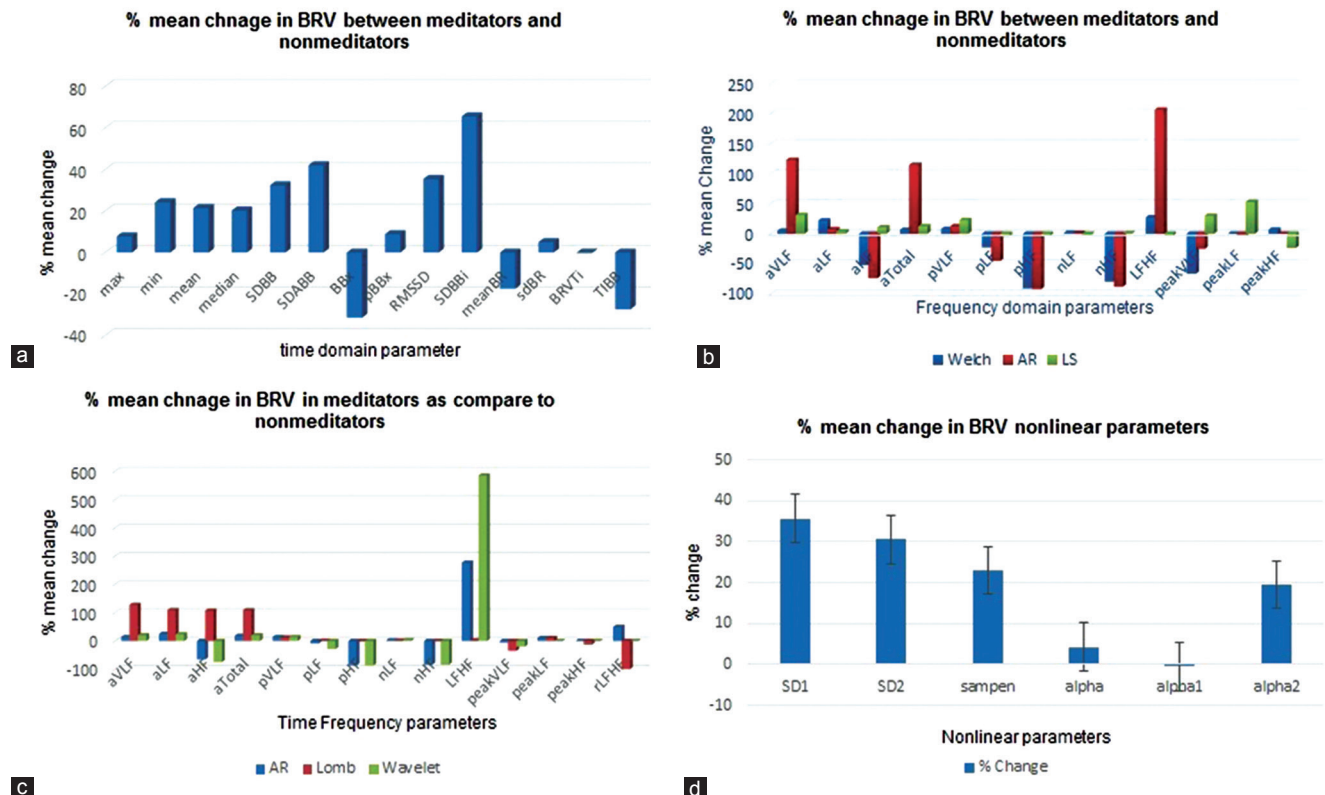 % mean chnage in BRV between meditators and
nonmeditators
80
60
40
20
0
-20
-40
% mean change
max
min
mean
median
SDBB
SDABB
BBx
pBBx
RMSSD
SDBBi
meanBR
sdBR
BRVTi
TIBB
time domain parameter
a
% mean chnage in BRV between meditators and
nonmeditators
250
200
150
100
50
0
-50
-100
% mean Change
aVLF
aLF
aHF
aTotal
pVLF
pLF
pHF
nLF
nHF
LFHF
peakVLF
peakLF
peakHF
Frequency domain parameters
Welch
AR
LS
b
% mean chnage in BRV in meditators as compare to
nonmeditators
600
500
400
300
200
100
0
-100
% mean change
aVLF
aLF
aHF
aTotal
pVLF
pLF
pHF
nLF
nHF
LFHF
peakVLF
peakLF
peakHF
rLFHF
Time Frequency parameters
AR
Lomb
Wavelet
c
% mean change in BRV nonlinear parameters
50
40
30
20
10
0
-10
% change
SD1
SD2
sampen
alpha
alpha1
alpha2
Nonlinear parameters
% Change
d